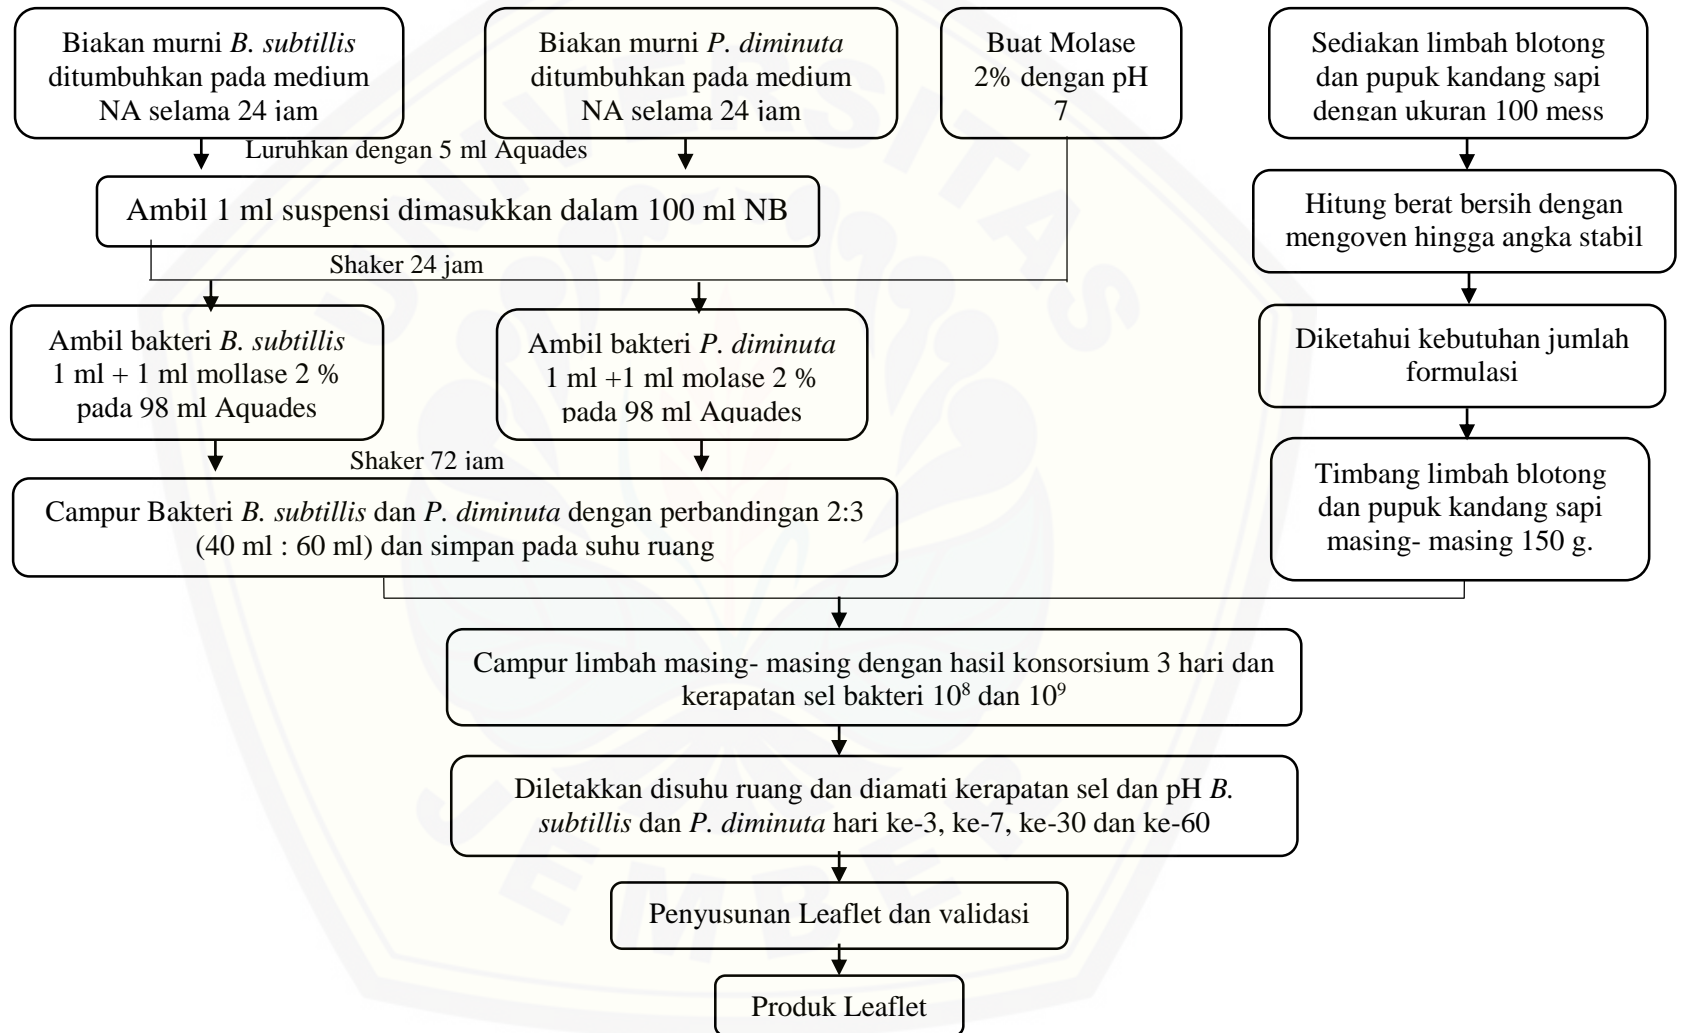 Biakan murni B. subtillis
ditumbuhkan pada medium
NA selama 24 jam
Biakan murni P. diminuta
ditumbuhkan pada medium
NA selama 24 jam
Buat Molase
2% dengan pH
7
Sediakan limbah blotong
dan pupuk kandang sapi
dengan ukuran 100 mess
Luruhkan dengan 5 ml Aquades
Ambil 1 ml suspensi dimasukkan dalam 100 ml NB
Hitung berat bersih dengan
mengoven hingga angka stabil
Shaker 24 jam
Ambil bakteri B. subtillis
1 ml + 1 ml mollase 2 %
pada 98 ml Aquades
Ambil bakteri P. diminuta
1 ml +1 ml molase 2 %
pada 98 ml Aquades
Diketahui kebutuhan jumlah
formulasi
Shaker 72 jam
Campur Bakteri B. subtillis dan P. diminuta dengan perbandingan 2:3
(40 ml : 60 ml) dan simpan pada suhu ruang
Timbang limbah blotong
dan pupuk kandang sapi
masing- masing 150 g.
Campur limbah masing- masing dengan hasil konsorsium 3 hari dan
kerapatan sel bakteri 10⁸ dan 10⁹
Diletakkan disuhu ruang dan diamati kerapatan sel dan pH B.
subtillis dan P. diminuta hari ke-3, ke-7, ke-30 dan ke-60
Penyusunan Leaflet dan validasi
Produk Leaflet
UNIVERSITAS
JEMBER